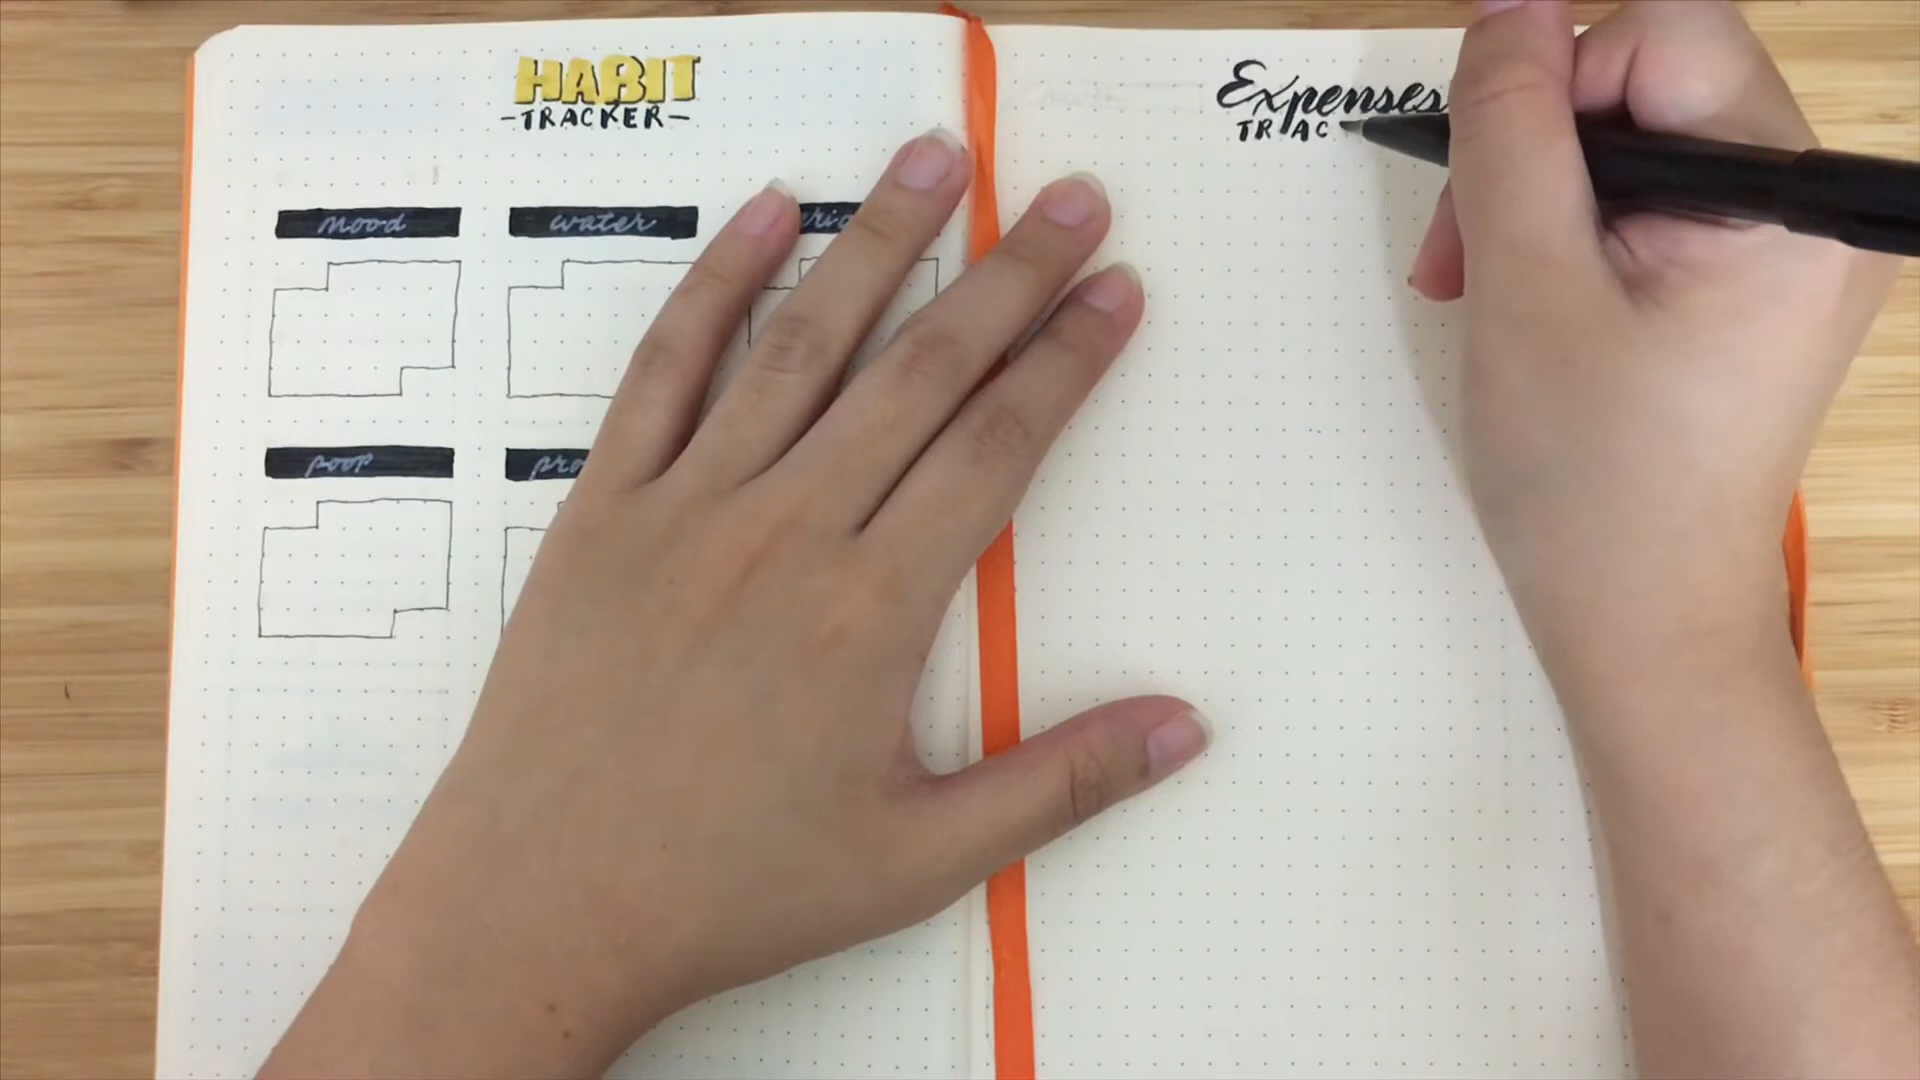 HABIT
-TRACKER-
mood
water
poop
Expenses
TRAC